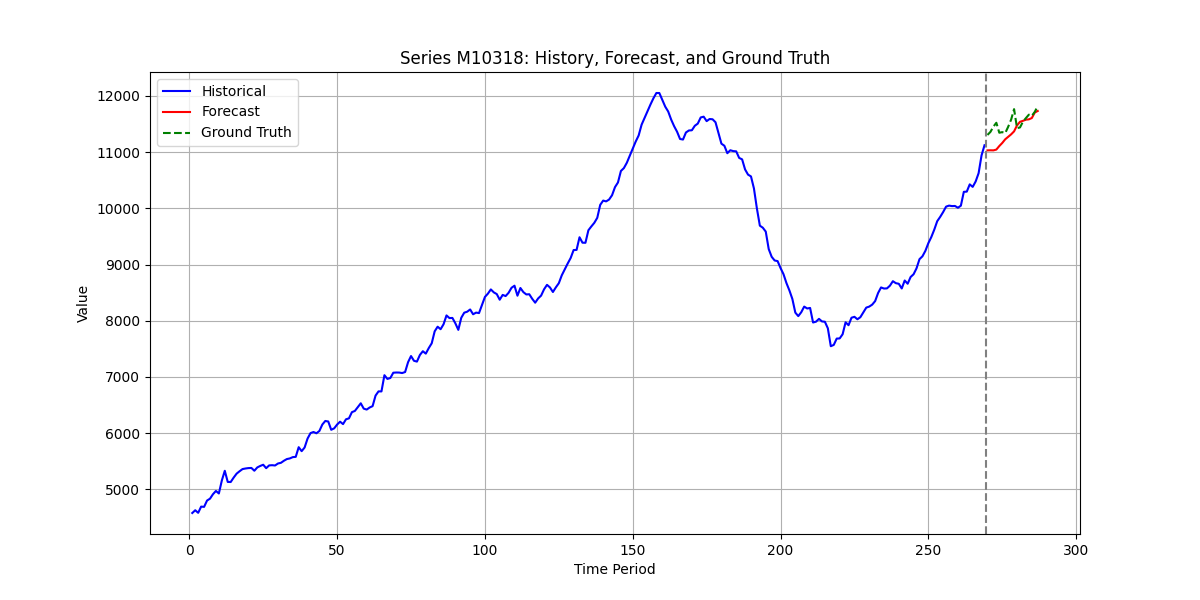 Series M10318: History, Forecast, and Ground Truth
Historical
Forecast
Ground Truth
Value
12000
11000
10000
9000
8000
7000
6000
5000
0 50 100 150 200 250 300
Time Period